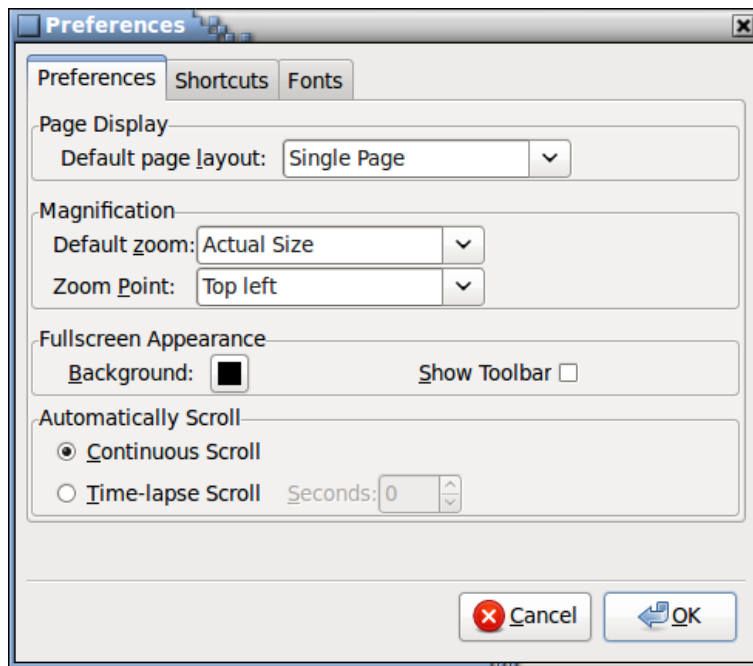 Preferences
Preferences Shortcuts Fonts
Page Display
Default page layout: Single Page
Magnification
Default zoom: Actual Size
Zoom Point: Top left
Fullscreen Appearance
Background: Show Toolbar
Automatically Scroll
Continuous Scroll
Time-lapse Scroll Seconds: 0
Cancel OK